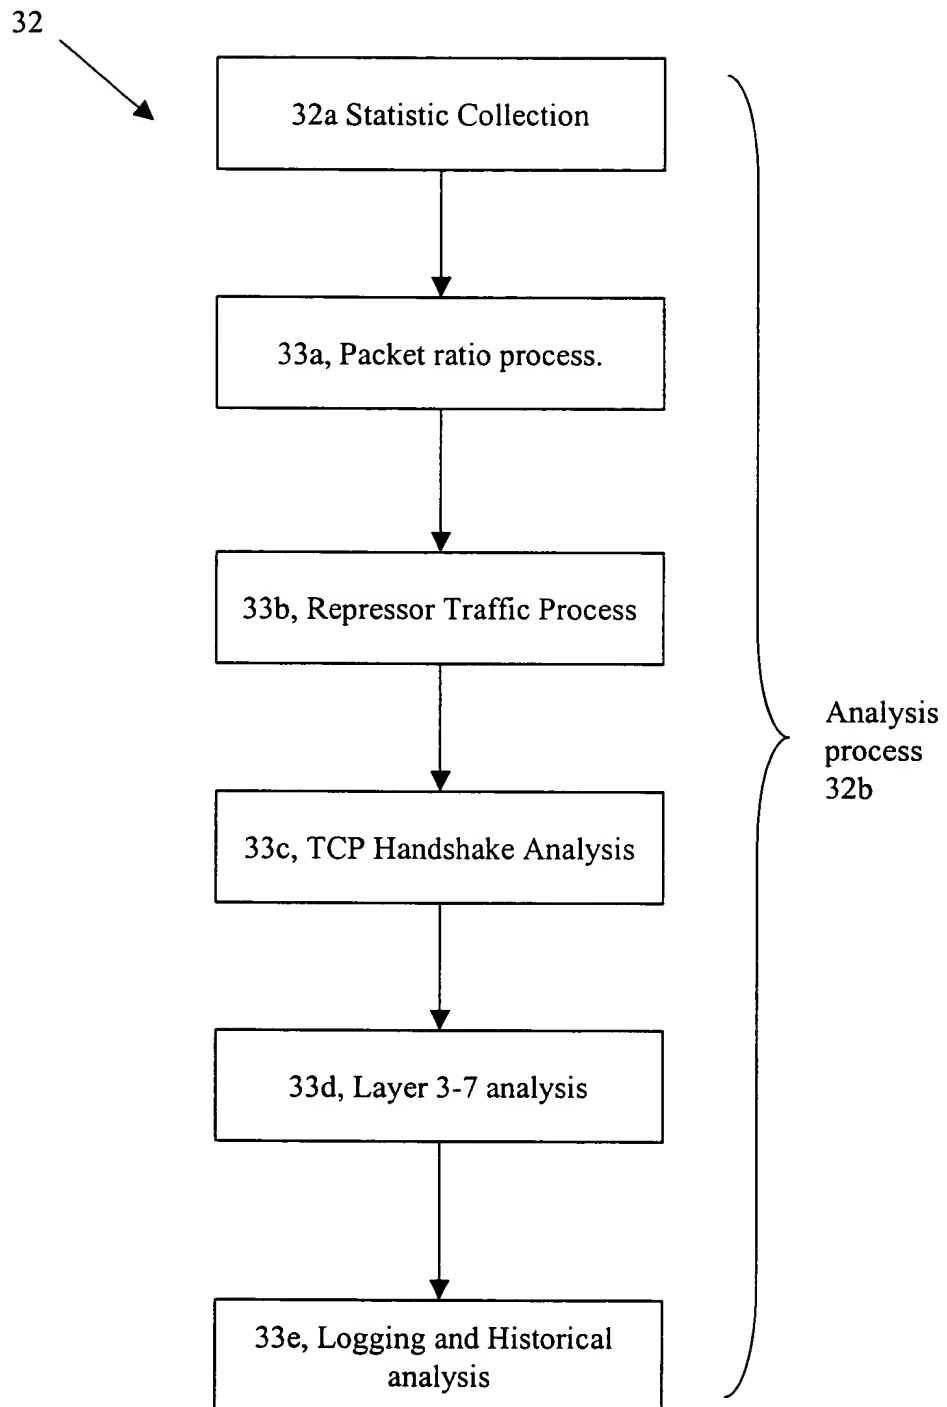 32
32a Statistic Collection
33a, Packet ratio process.
33b, Repressor Traffic Process
33c, TCP Handshake Analysis
33d, Layer 3-7 analysis
33e, Logging and Historical
analysis
Analysis
process
32b